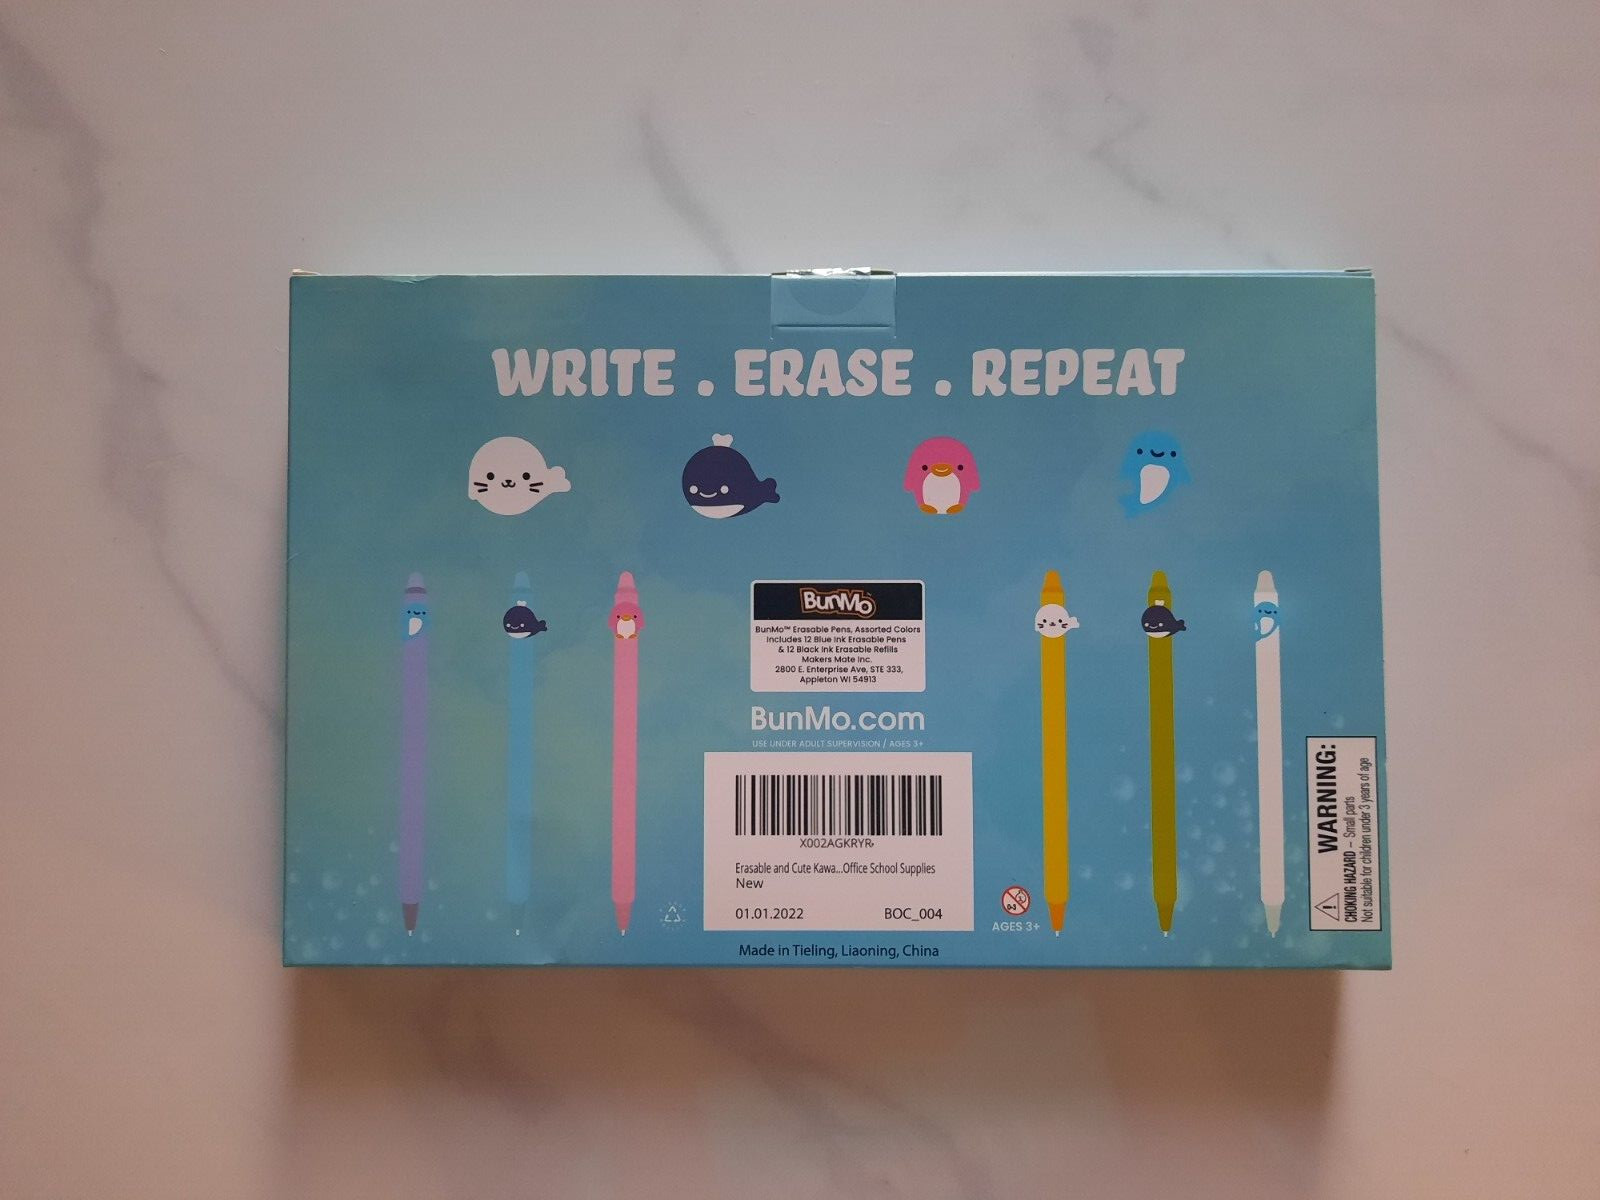 WRITE . ERASE . REPEAT
BunMo
BunMo™ Erasable Pens, Assorted Colors
Includes 12 Blue Ink Erasable Pens
& 12 Black Ink Erasable Refills
Makers Mate Inc.
2800 E. Enterprise Ave, STE 333,
Appleton WI 54913
BunMo.com
USE UNDER ADULT SUPERVISION / AGES 3+
X002AGKRYR
Erasable and Cute Kawa...Office School Supplies
New
01.01.2022 BOC_004
Made in Tieling, Liaoning, China
0-3
AGES 3+
WARNING:
CHOKING HAZARD – Small parts
Not suitable for children under 3 years of age